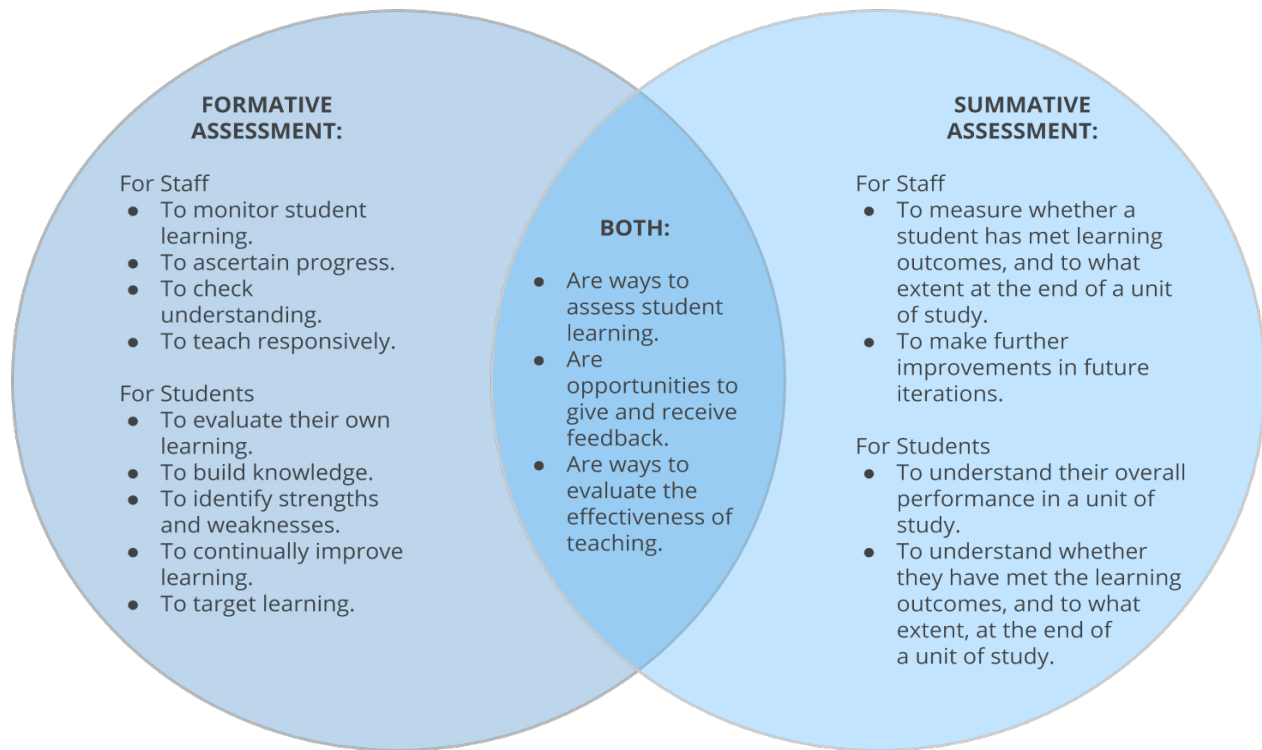 FORMATIVE
ASSESSMENT:
For Staff
● To monitor student
learning.
● To ascertain progress.
● To check
understanding.
● To teach responsively.
For Students
● To evaluate their own
learning.
● To build knowledge.
● To identify strengths
and weaknesses.
● To continually improve
learning.
● To target learning.
BOTH:
● Are ways to
assess student
learning.
● Are
opportunities to
give and receive
feedback.
● Are ways to
evaluate the
effectiveness of
teaching.
SUMMATIVE
ASSESSMENT:
For Staff
● To measure whether a
student has met learning
outcomes, and to what
extent at the end of a unit
of study.
● To make further
improvements in future
iterations.
For Students
● To understand their overall
performance in a unit of
study.
● To understand whether
they have met the learning
outcomes, and to what
extent, at the end of
a unit of study.